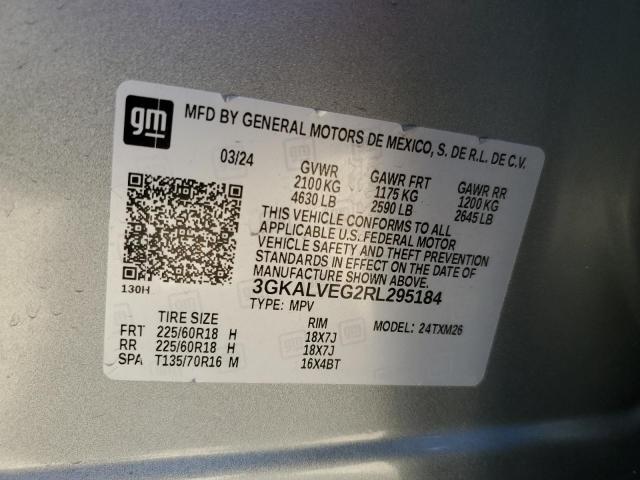 gm
MFD BY GENERAL MOTORS DE MEXICO, S. DE R.L. DE C.V.
03/24 GVWR GAWR FRT GAWR RR
2100 KG 1175 KG 1200 KG
4630 LB 2590 LB 2645 LB
THIS VEHICLE CONFORMS TO ALL
APPLICABLE U.S. FEDERAL MOTOR
VEHICLE SAFETY AND THEFT PREVENTION
STANDARDS IN EFFECT ON THE DATE OF
MANUFACTURE SHOWN ABOVE.
130H 3GKALVEG2RL295184
TYPE: MPV
TIRE SIZE RIM MODEL: 24TXM26
FRT 225/60R18 H 18X7J
RR 225/60R18 H 18X7J
SPA T135/70R16 M 16X4BT